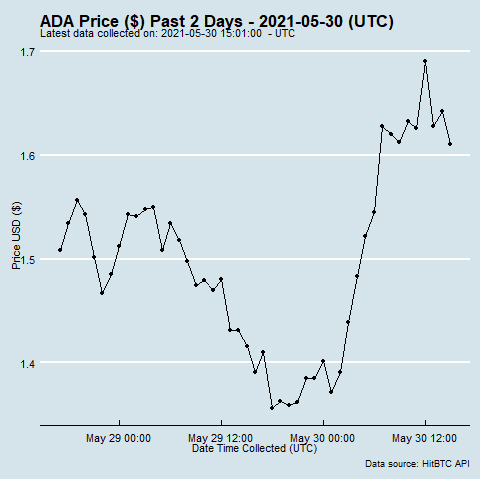 ADA Price ($) Past 2 Days - 2021-05-30 (UTC)
Latest data collected on: 2021-05-30 15:01:00 - UTC
1.7
1.6
1.5
1.4
Price USD ($)
May 29 00:00 May 29 12:00 May 30 00:00 May 30 12:00
Date Time Collected (UTC)
Data source: HitBTC API